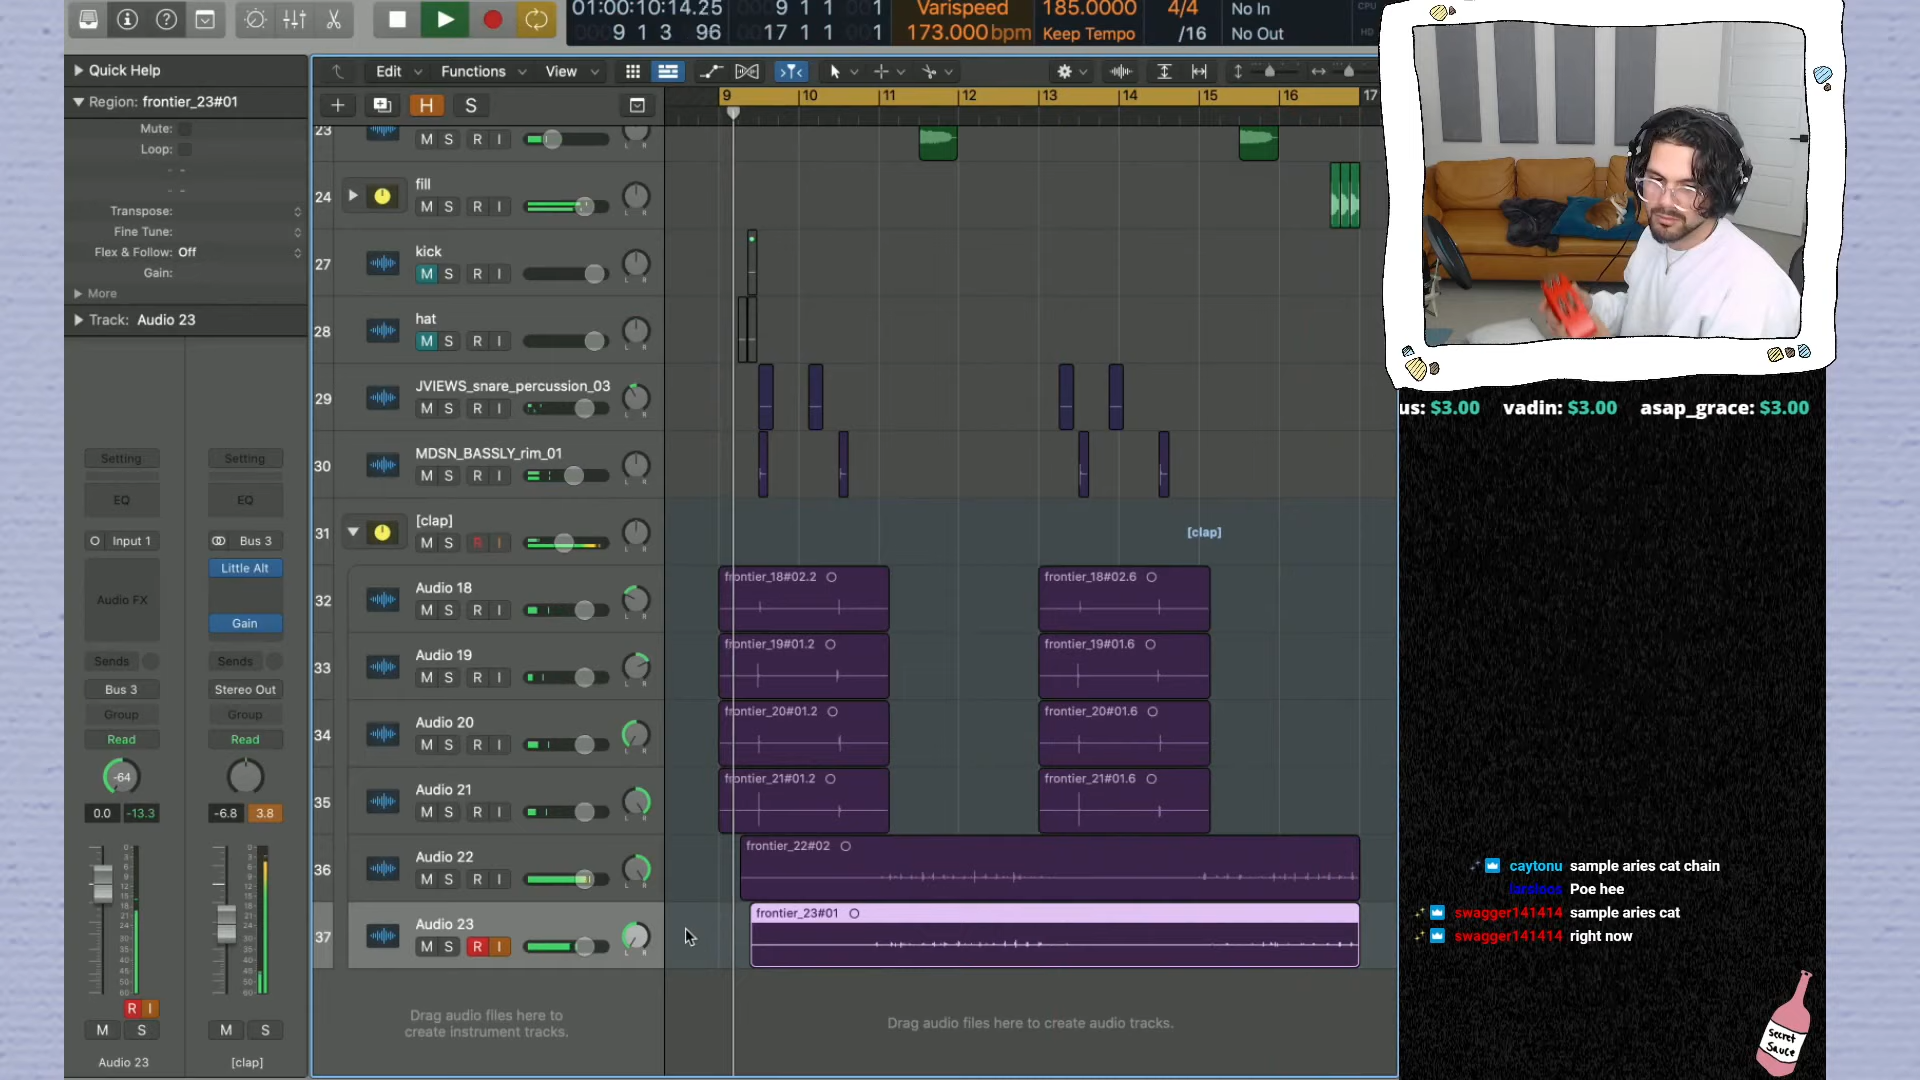 01:00:10:14.25
9 1 1 1
Varispeed
185.0000
4/4
No In
CPU
9 1 3 96
17 1 1 1
173.000 bpm
Keep Tempo
/16
No Out
HD
Quick Help
Edit
Functions
View
Region: frontier_23#01
H
S
9
10
11
12
13
14
15
16
17
Mute:
Loop:
Transpose:
Fine Tune:
Flex & Follow: Off
Gain:
More
Track: Audio 23
23
M S R I
24
fill
M S R I
27
kick
M S R I
28
hat
M S R I
29
JVIEWS_snare_percussion_03
M S R I
30
MDSN_BASSLY_rim_01
M S R I
31
[clap]
M S R I
[clap]
32
Audio 18
M S R I
frontier_18#02.2
frontier_18#02.6
33
Audio 19
M S R I
frontier_19#01.2
frontier_19#01.6
34
Audio 20
M S R I
frontier_20#01.2
frontier_20#01.6
35
Audio 21
M S R I
frontier_21#01.2
frontier_21#01.6
36
Audio 22
M S R I
frontier_22#02
37
Audio 23
M S R I
frontier_23#01
Drag audio files here to
create instrument tracks.
Drag audio files here to create audio tracks.
Setting
Setting
EQ
EQ
Input 1
Bus 3
Little Alt
Audio FX
Gain
Sends
Sends
Bus 3
Stereo Out
Group
Group
Read
Read
-64
0.0
-13.3
-6.8
3.8
R I
M S
M S
Audio 23
[clap]
us: $3.00
vadin: $3.00
asap_grace: $3.00
caytonu sample aries cat chain
larsloos Poe hee
swagger141414 sample aries cat
swagger141414 right now
Secret
Sauce